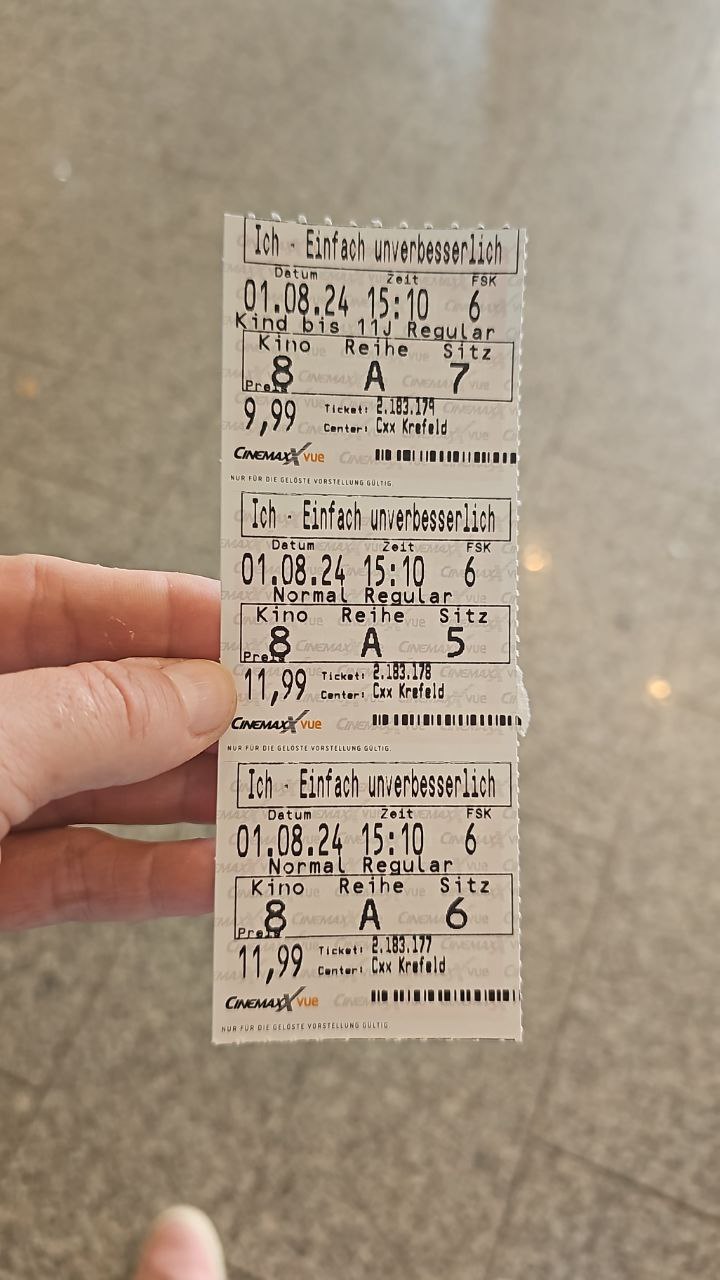 Ich - Einfach unverbesserlich
Datum Zeit FSK
01.08.24 15:10 6
Kind bis 11J Regular
Kino Reihe Sitz
8 A 7
Preis
9,99 Ticket: 2.183.179
Center: Cxx Krefeld
CINEMAXX vue
NUR FÜR DIE GELÖSTE VORSTELLUNG GÜLTIG.
Ich - Einfach unverbesserlich
Datum Zeit FSK
01.08.24 15:10 6
Normal Regular
Kino Reihe Sitz
8 A 5
Preis
11,99 Ticket: 2.183.178
Center: Cxx Krefeld
CINEMAXX vue
NUR FÜR DIE GELÖSTE VORSTELLUNG GÜLTIG.
Ich - Einfach unverbesserlich
Datum Zeit FSK
01.08.24 15:10 6
Normal Regular
Kino Reihe Sitz
8 A 6
Preis
11,99 Ticket: 2.183.177
Center: Cxx Krefeld
CINEMAXX vue
NUR FÜR DIE GELÖSTE VORSTELLUNG GÜLTIG.